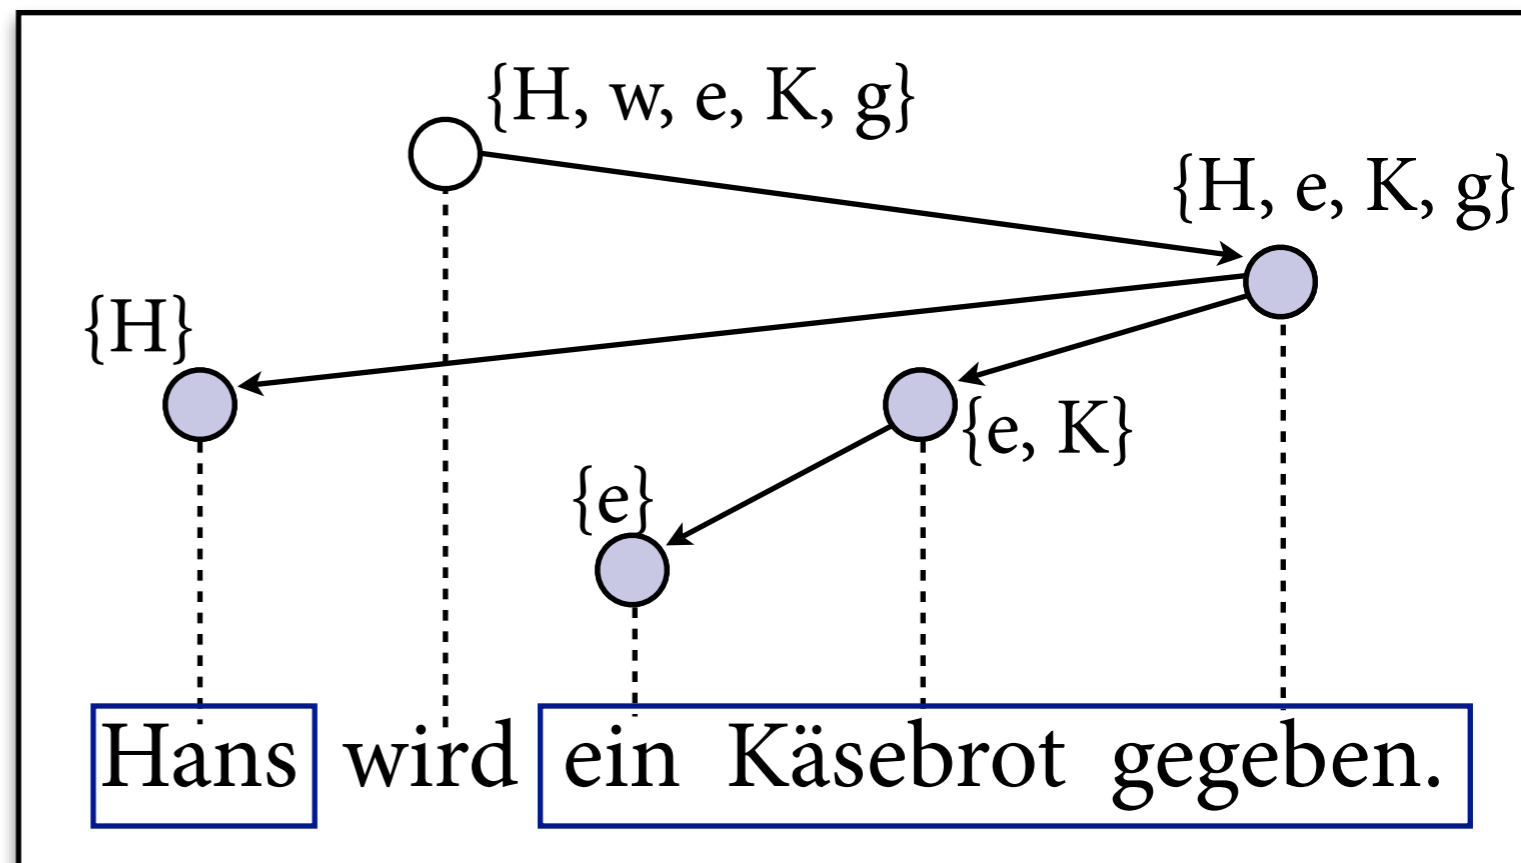 {H, w, e, K, g}
{H, e, K, g}
{H}
{e, K}
{e}
Hans wird ein Käsebrot gegeben.